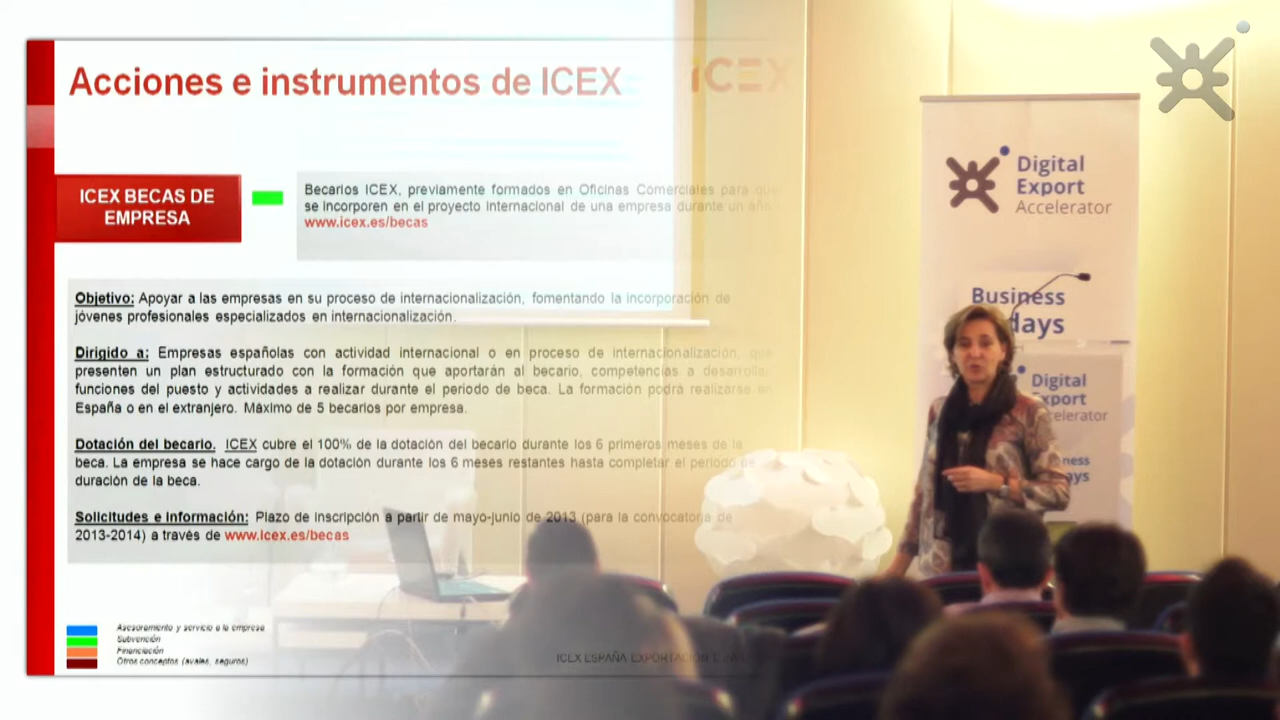 Acciones e instrumentos de ICEX
ICEX
ICEX BECAS DE
EMPRESA
Becarios ICEX, previamente formados en Oficinas Comerciales para que
se incorporen en el proyecto internacional de una empresa durante un año.
www.icex.es/becas
Objetivo: Apoyar a las empresas en su proceso de internacionalización, fomentando la incorporación de
jóvenes profesionales especializados en internacionalización.
Dirigido a: Empresas españolas con actividad internacional o en proceso de internacionalización, que
presenten un plan estructurado con la formación que aportarán al becario, competencias a desarrollar,
funciones del puesto y actividades a realizar durante el periodo de beca. La formación podrá realizarse en
España o en el extranjero. Máximo de 5 becarios por empresa.
Dotación del becario. ICEX cubre el 100% de la dotación del becario durante los 6 primeros meses de la
beca. La empresa se hace cargo de la dotación durante los 6 meses restantes hasta completar el periodo de
duración de la beca.
Solicitudes e información: Plazo de inscripción a partir de mayo-junio de 2013 (para la convocatoria de
2013-2014) a través de www.icex.es/becas
Asesoramiento y servicio a la empresa
Subvención
Financiación
Otros conceptos (avales, seguros)
ICEX ESPAÑA EXPORTACIÓN E
Digital
Export
Accelerator
Business
days
Digital
Export
celerator
ness
ays